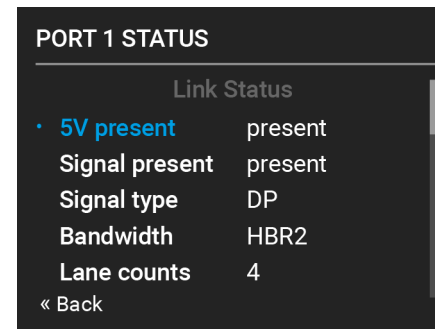 PORT 1 STATUS
Link Status
• 5V present present
Signal present present
Signal type DP
Bandwidth HBR2
Lane counts 4
« Back